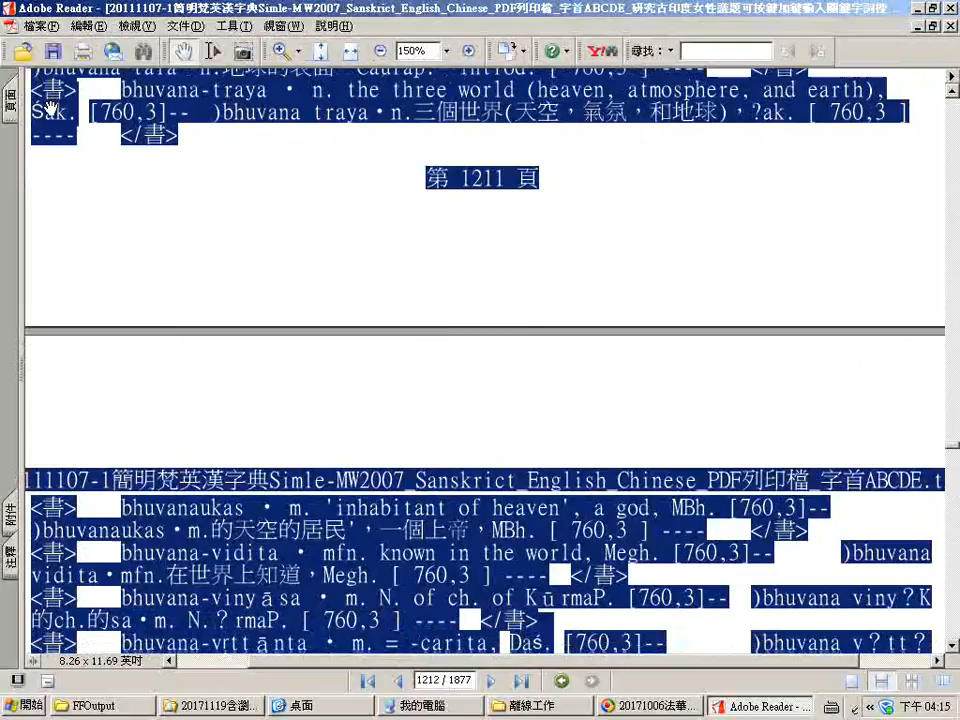 Adobe Reader - [20111107-1簡明梵英漢字典Simle-MW2007_Sanskrict_English_Chinese_PDF列印檔_字首ABCDE_研究古印度女性議題可按鍵加鍵輸入關鍵字詞搜
檔案(F) 編輯(E) 檢視(V) 文件(D) 工具(T) 視窗(W) 說明(H)
150% 尋找：
頁面
<書> bhuvana-traya · n. the three world (heaven, atmosphere, and earth),
Śak. [760,3]-- )bhuvana traya·n.三個世界(天空，氣氛，和地球)，?ak. [ 760,3 ]
---- </書>
第 1211 頁
111107-1簡明梵英漢字典Simle-MW2007_Sanskrict_English_Chinese_PDF列印檔_字首ABCDE.t
<書> bhuvanaukas · m. 'inhabitant of heaven', a god, MBh. [760,3]--
)bhuvanaukas·m.的天空的居民'，一個上帝，MBh. [ 760,3 ] ---- </書>
<書> bhuvana-vidita · mfn. known in the world, Megh. [760,3]-- )bhuvana
vidita·mfn.在世界上知道，Megh. [ 760,3 ] ---- </書>
<書> bhuvana-vinyāsa · m. N. of ch. of KūrmaP. [760,3]-- )bhuvana viny?K
的ch.的sa·m. N.？rmaP. [ 760,3 ] ---- </書>
<書> bhuvana-vrttānta · m. = -carita, Daś. [760,3]-- )bhuvana v？tt？
附件
注釋
8.26 x 11.69 英吋
1212 / 1877
開始 FFOutput 20171119含瀏... 桌面 我的電腦 離線工作 20171006法華... Adobe Reader - [... 下午 04:15